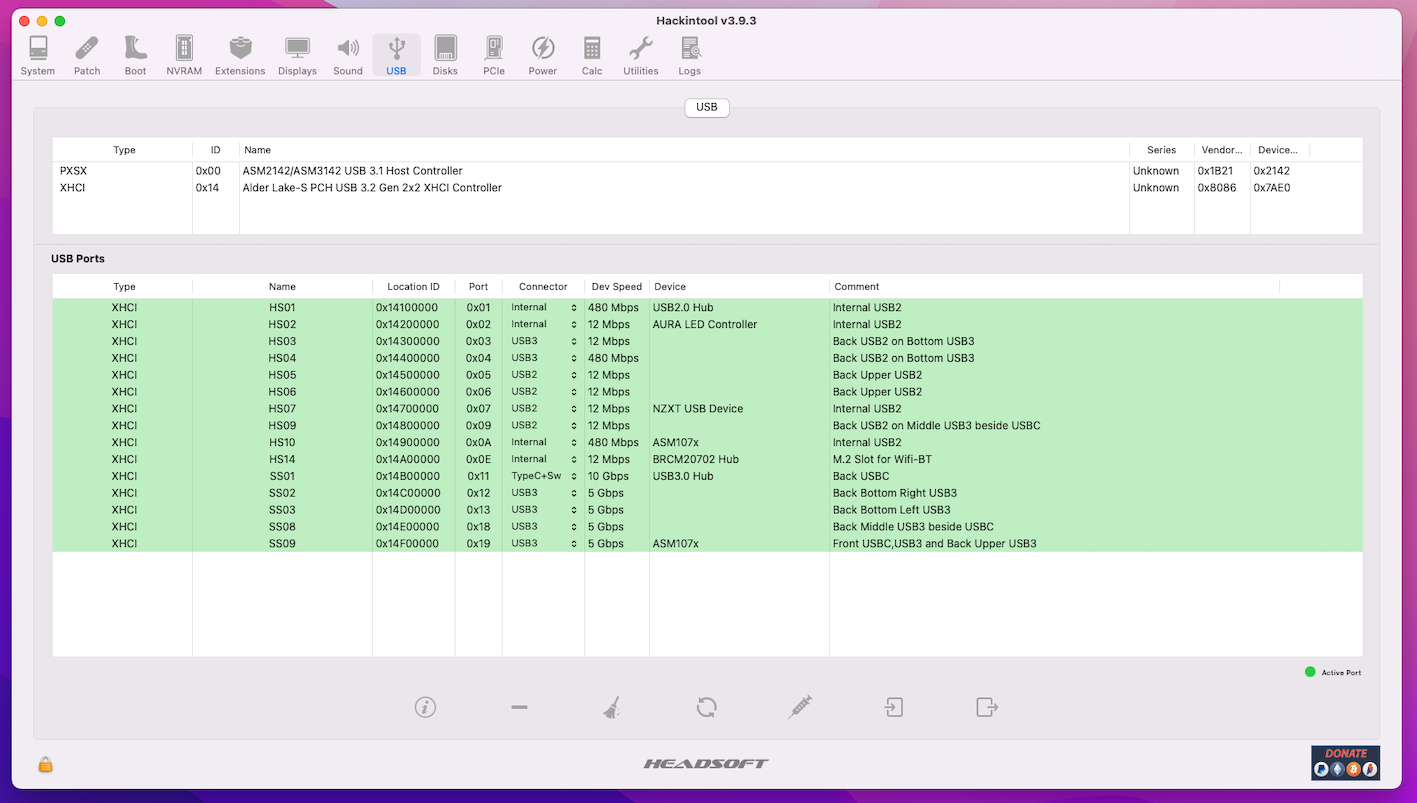 Hackintool v3.9.3
System Patch Boot NVRAM Extensions Displays Sound USB Disks PCIe Power Calc Utilities Logs
USB
Type ID Name Series Vendor... Device...
PXSX 0x00 ASM2142/ASM3142 USB 3.1 Host Controller Unknown 0x1B21 0x2142
XHCI 0x14 Alder Lake-S PCH USB 3.2 Gen 2x2 XHCI Controller Unknown 0x8086 0x7AE0
USB Ports
Type Name Location ID Port Connector Dev Speed Device Comment
XHCI HS01 0x14100000 0x01 Internal 480 Mbps USB2.0 Hub Internal USB2
XHCI HS02 0x14200000 0x02 Internal 12 Mbps AURA LED Controller Internal USB2
XHCI HS03 0x14300000 0x03 USB3 12 Mbps Back USB2 on Bottom USB3
XHCI HS04 0x14400000 0x04 USB3 480 Mbps Back USB2 on Bottom USB3
XHCI HS05 0x14500000 0x05 USB2 12 Mbps Back Upper USB2
XHCI HS06 0x14600000 0x06 USB2 12 Mbps Back Upper USB2
XHCI HS07 0x14700000 0x07 USB2 12 Mbps NZXT USB Device Internal USB2
XHCI HS09 0x14800000 0x09 USB2 12 Mbps Back USB2 on Middle USB3 beside USBC
XHCI HS10 0x14900000 0x0A Internal 480 Mbps ASM107x Internal USB2
XHCI HS14 0x14A00000 0x0E Internal 12 Mbps BRCM20702 Hub M.2 Slot for Wifi-BT
XHCI SS01 0x14B00000 0x11 TypeC+Sw 10 Gbps USB3.0 Hub Back USBC
XHCI SS02 0x14C00000 0x12 USB3 5 Gbps Back Bottom Right USB3
XHCI SS03 0x14D00000 0x13 USB3 5 Gbps Back Bottom Left USB3
XHCI SS08 0x14E00000 0x18 USB3 5 Gbps Back Middle USB3 beside USBC
XHCI SS09 0x14F00000 0x19 USB3 5 Gbps ASM107x Front USBC,USB3 and Back Upper USB3
Active Port
HEADSOFT
DONATE